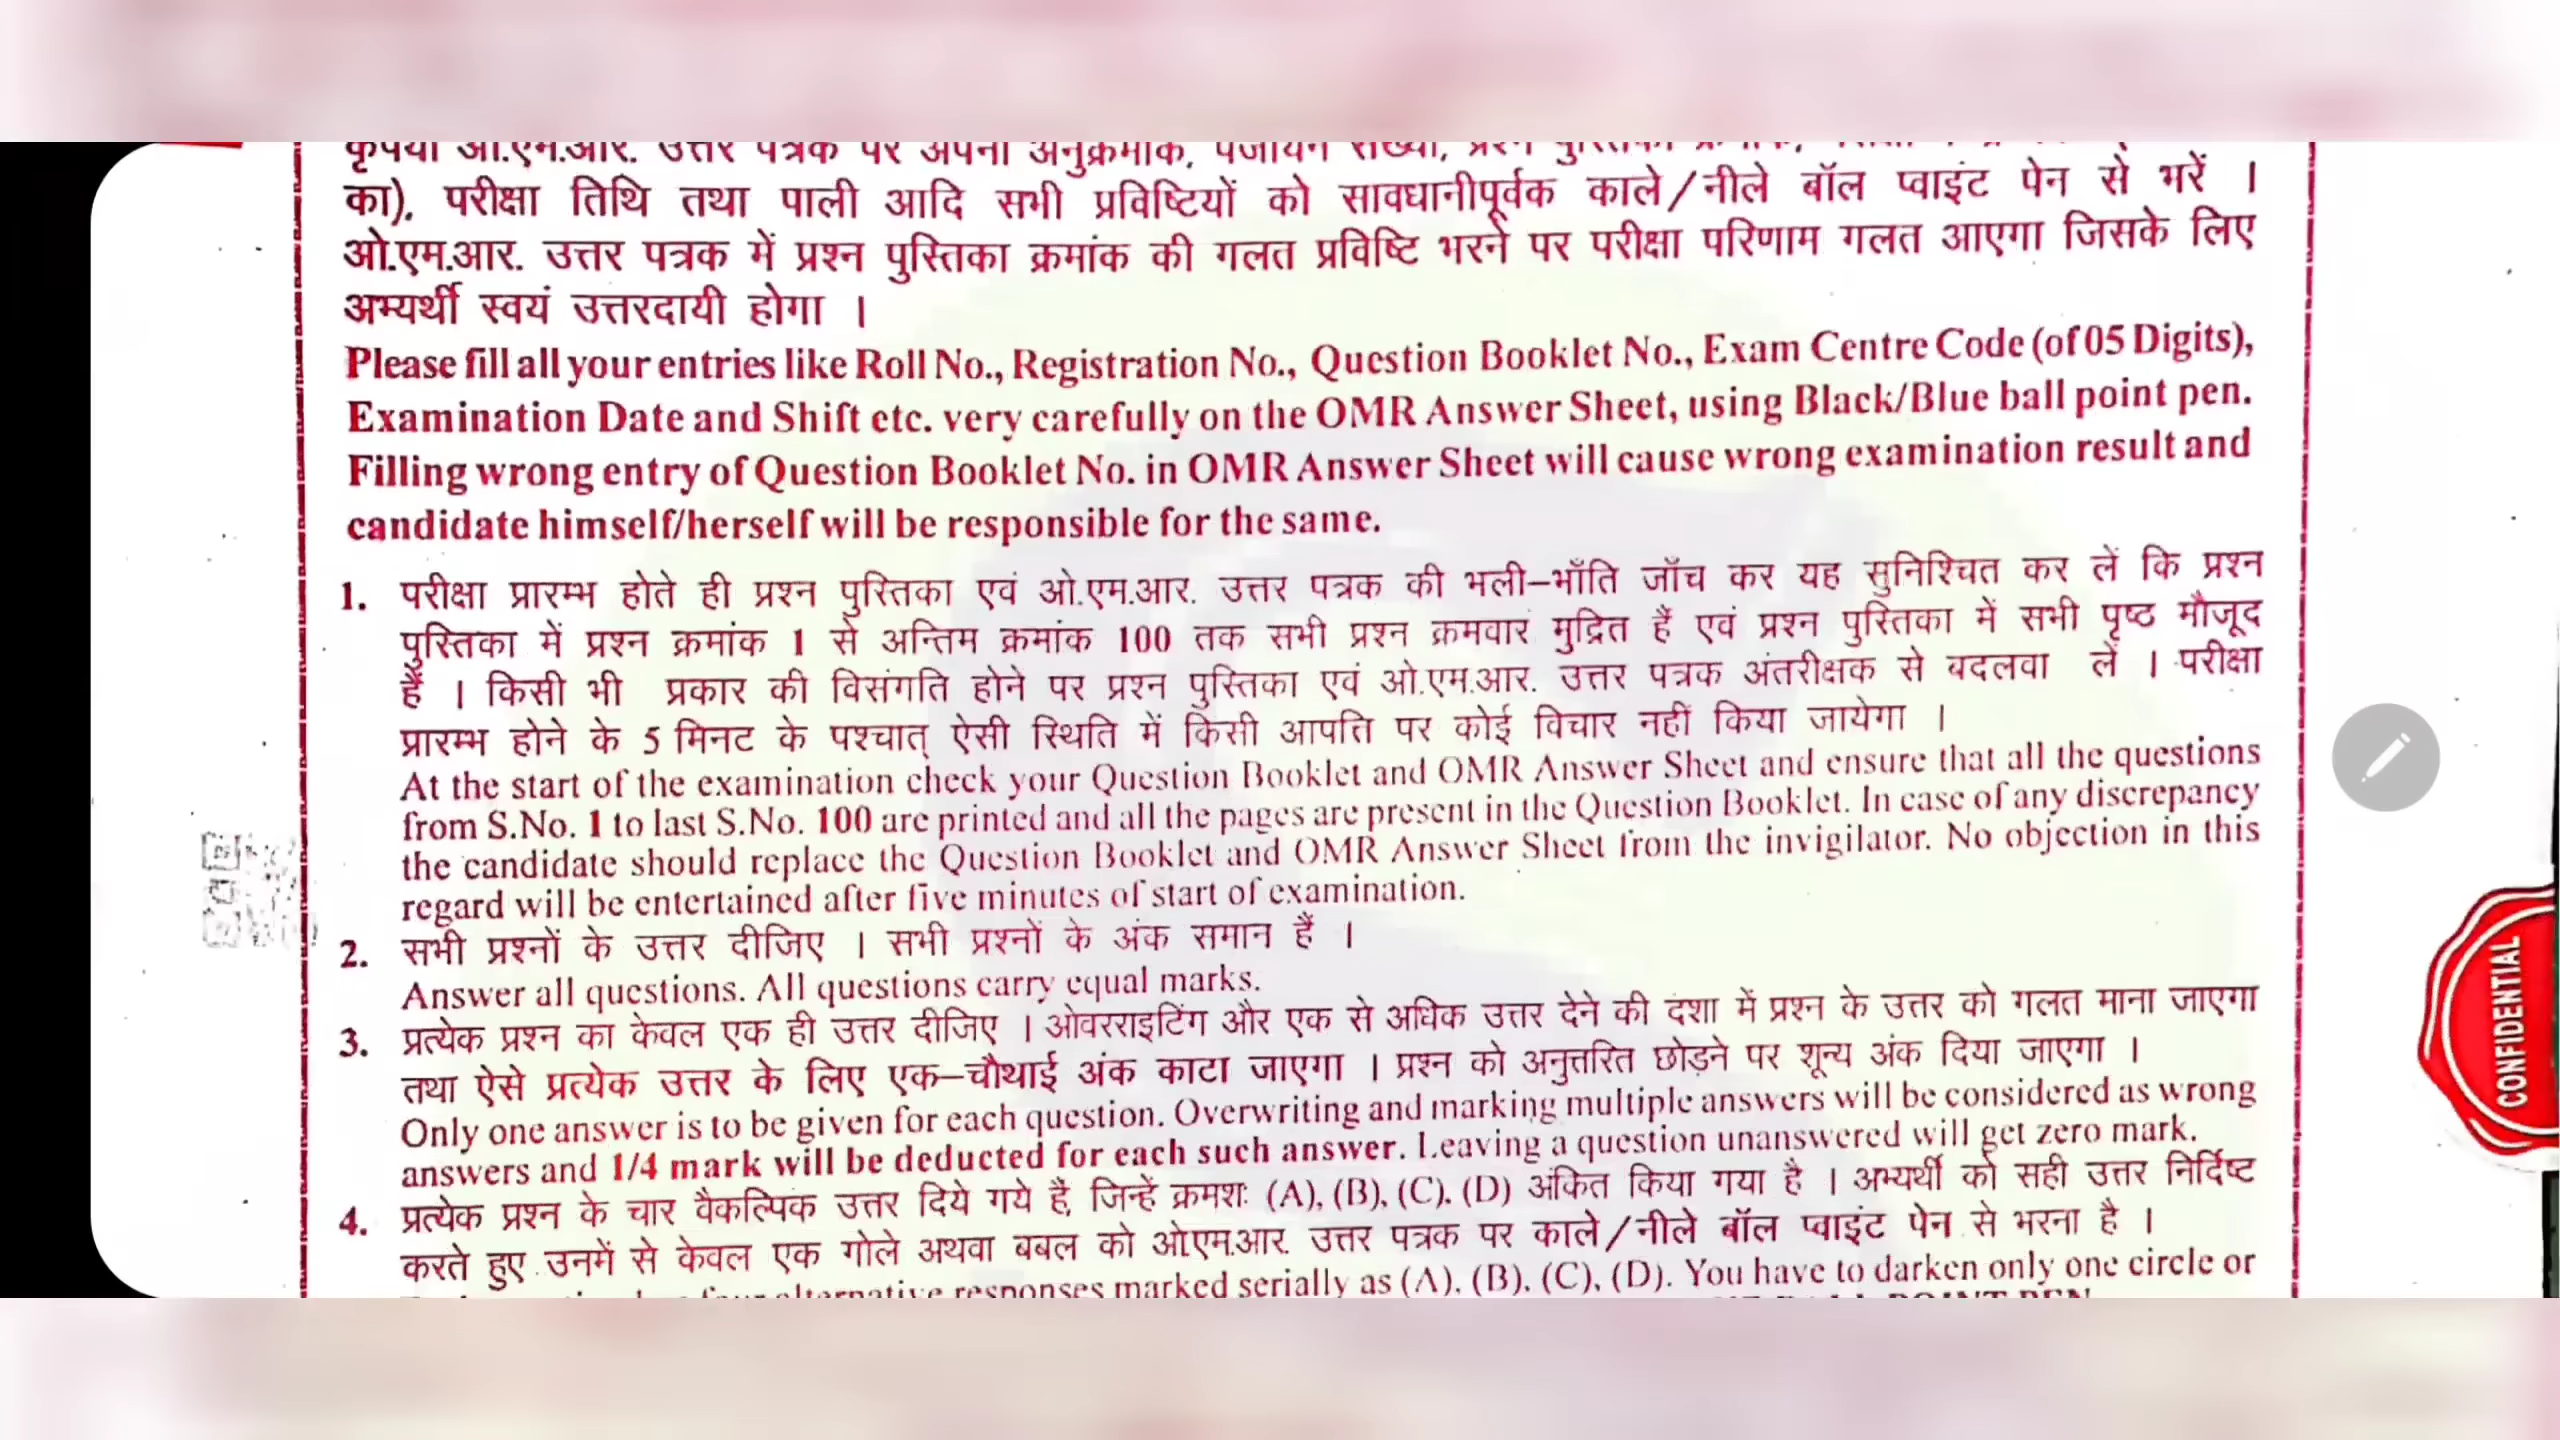 कृपया ओ.एम.आर. उत्तर पत्रक पर अपना अनुक्रमांक, पंजीयन संख्या, प्रश्न पुस्तिका
का), परीक्षा तिथि तथा पाली आदि सभी प्रविष्टियों को सावधानीपूर्वक काले/नीले बॉल प्वाइंट पेन से भरें ।
ओ.एम.आर. उत्तर पत्रक में प्रश्न पुस्तिका क्रमांक की गलत प्रविष्टि भरने पर परीक्षा परिणाम गलत आएगा जिसके लिए
अभ्यर्थी स्वयं उत्तरदायी होगा ।
Please fill all your entries like Roll No., Registration No., Question Booklet No., Exam Centre Code (of 05 Digits),
Examination Date and Shift etc. very carefully on the OMR Answer Sheet, using Black/Blue ball point pen.
Filling wrong entry of Question Booklet No. in OMR Answer Sheet will cause wrong examination result and
candidate himself/herself will be responsible for the same.
1. परीक्षा प्रारम्भ होते ही प्रश्न पुस्तिका एवं ओ.एम.आर. उत्तर पत्रक की भली–भाँति जाँच कर यह सुनिश्चित कर लें कि प्रश्न
पुस्तिका में प्रश्न क्रमांक 1 से अन्तिम क्रमांक 100 तक सभी प्रश्न क्रमवार मुद्रित हैं एवं प्रश्न पुस्तिका में सभी पृष्ठ मौजूद
हैं । किसी भी प्रकार की विसंगति होने पर प्रश्न पुस्तिका एवं ओ.एम.आर. उत्तर पत्रक अंतरीक्षक से बदलवा लें । परीक्षा
प्रारम्भ होने के 5 मिनट के पश्चात् ऐसी स्थिति में किसी आपत्ति पर कोई विचार नहीं किया जायेगा ।
At the start of the examination check your Question Booklet and OMR Answer Sheet and ensure that all the questions
from S.No. 1 to last S.No. 100 are printed and all the pages are present in the Question Booklet. In case of any discrepancy
the candidate should replace the Question Booklet and OMR Answer Sheet from the invigilator. No objection in this
regard will be entertained after five minutes of start of examination.
2. सभी प्रश्नों के उत्तर दीजिए । सभी प्रश्नों के अंक समान हैं ।
Answer all questions. All questions carry equal marks.
3. प्रत्येक प्रश्न का केवल एक ही उत्तर दीजिए । ओवरराइटिंग और एक से अधिक उत्तर देने की दशा में प्रश्न के उत्तर को गलत माना जाएगा
तथा ऐसे प्रत्येक उत्तर के लिए एक–चौथाई अंक काटा जाएगा । प्रश्न को अनुत्तरित छोड़ने पर शून्य अंक दिया जाएगा ।
Only one answer is to be given for each question. Overwriting and marking multiple answers will be considered as wrong
answers and 1/4 mark will be deducted for each such answer. Leaving a question unanswered will get zero mark.
4. प्रत्येक प्रश्न के चार वैकल्पिक उत्तर दिये गये है, जिन्हें क्रमशः (A), (B), (C), (D) अंकित किया गया है । अभ्यर्थी को सही उत्तर निर्दिष्ट
करते हुए उनमें से केवल एक गोले अथवा बबल को ओ.एम.आर. उत्तर पत्रक पर काले/नीले बॉल प्वाइंट पेन से भरना है ।
alternative responses marked serially as (A), (B), (C), (D). You have to darken only one circle or
POINT PEN
CONFIDENTIAL